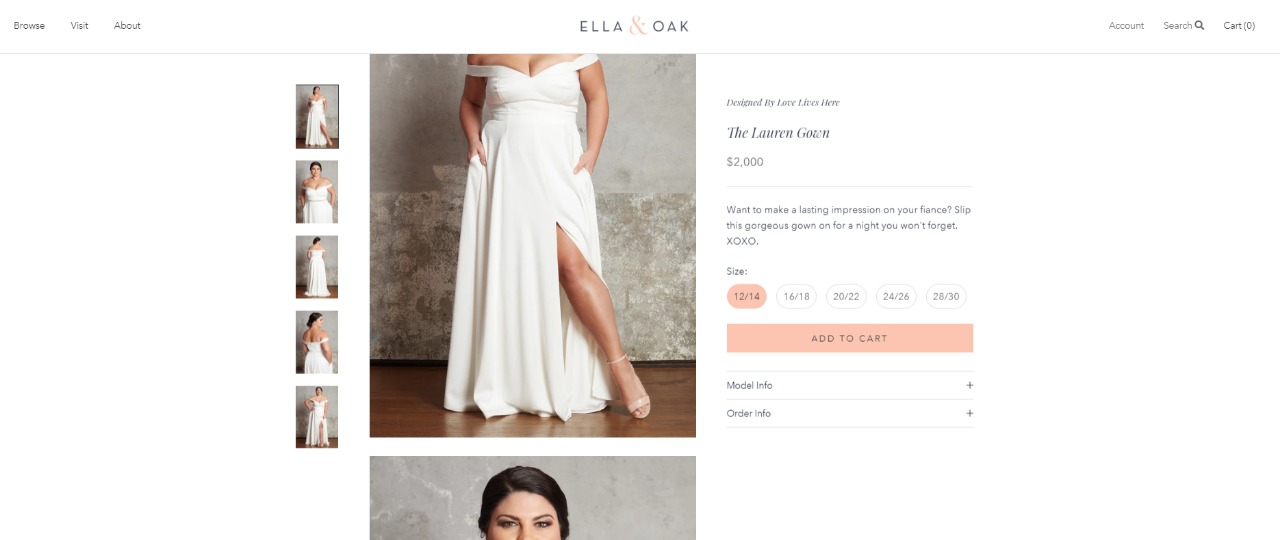 Browse
Visit
About
ELLA & OAK
Account
Search
Cart (0)
Designed By Love Lives Here
The Lauren Gown
$2,000
Want to make a lasting impression on your fiance? Slip
this gorgeous gown on for a night you won't forget.
XOXO.
Size:
12/14
16/18
20/22
24/26
28/30
ADD TO CART
Model Info
+
Order Info
+